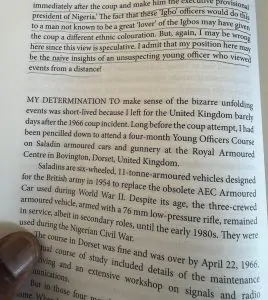 immediately after the coup and make him the executive provisional
president of Nigeria.' The fact that these 'Igbo' officers would do this
to a man not known to be a great 'lover' of the Igbos may have given
the coup a different ethnic colouration. But, again, I may be wrong
here since this view is speculative. I admit that my position here may
be the naive insights of an unsuspecting young officer who viewed
events from a distance!
MY DETERMINATION TO make sense of the bizarre unfolding
events was short-lived because I left for the United Kingdom barely
days after the 1966 coup incident. Long before the coup attempt, I had
been pencilled down to attend a four-month Young Officers Course
on Saladin armoured cars and gunnery at the Royal Armoured
Centre in Bovington, Dorset, United Kingdom.
Saladins are six-wheeled, 11-tonne-armoured vehicles designed
for the British army in 1954 to replace the obsolete AEC Armoured
Car used during World War II. Despite its age, the three-crewed
armoured vehicle, armed with a 76 mm low-pressure rifle, remained
in service, albeit in secondary roles, until the early 1980s. They were
used during the Nigerian Civil War.
The course in Dorset was fine and was over by April 22, 1966.
course of study included details of the maintenance
and an extensive workshop on signals and radio
But in those four